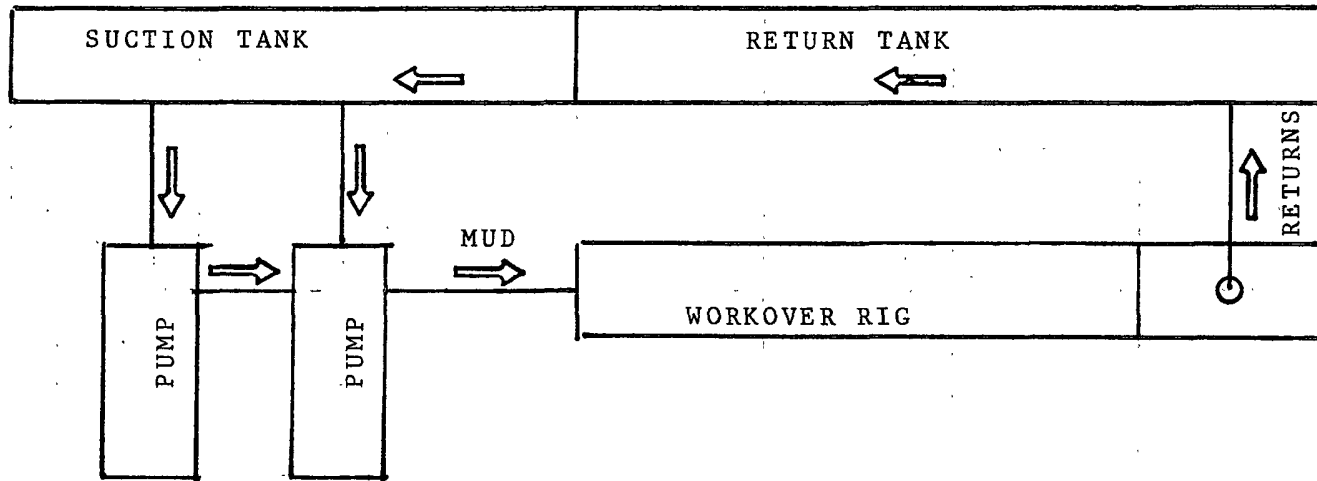 SUCTION TANK
RETURN TANK
RETURNS
MUD
WORKOVER RIG
PUMP
PUMP